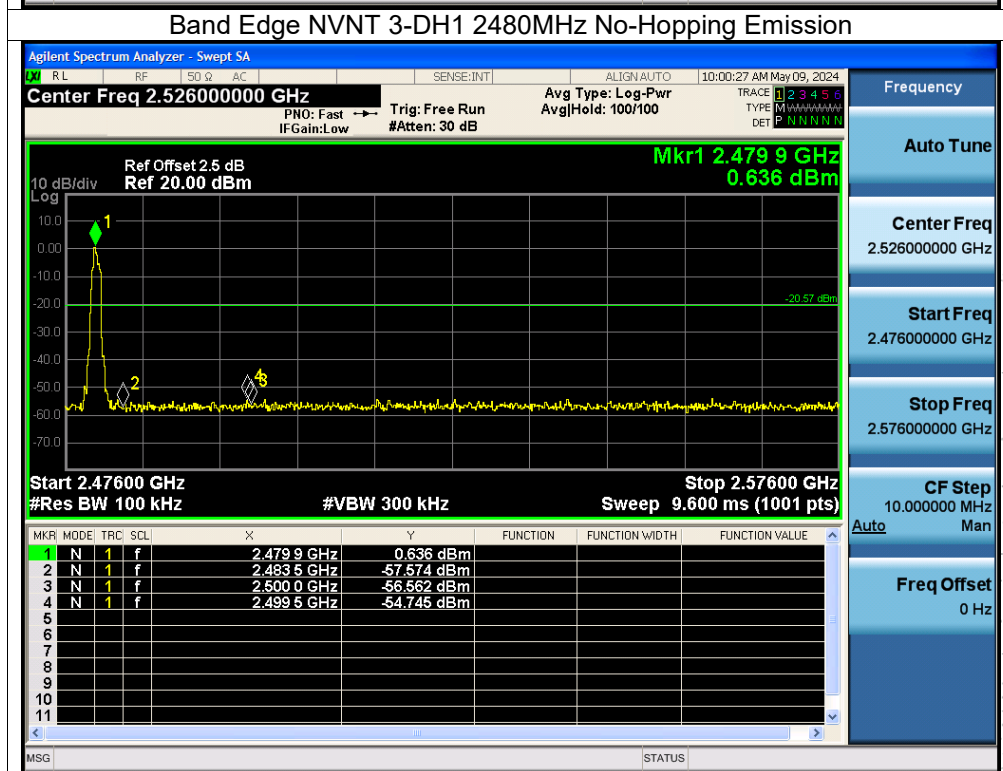 Band Edge NVNT 3-DH1 2480MHz No-Hopping Emission
Agilent Spectrum Analyzer - Swept SA
LXI RL RF 50 Ω AC SENSE:INT ALIGN AUTO 10:00:27 AM May 09, 2024
Center Freq 2.526000000 GHz
PNO: Fast
IFGain:Low
Trig: Free Run
#Atten: 30 dB
Avg Type: Log-Pwr
Avg|Hold: 100/100
TRACE 1 2 3 4 5 6
TYPE M W W W W W
DET P N N N N N
Mkr1 2.479 9 GHz
0.636 dBm
Ref Offset 2.5 dB
10 dB/div Ref 20.00 dBm
Log
10.0
0.00
-10.0
-20.0
-30.0
-40.0
-50.0
-60.0
-70.0
-20.57 dBm
1
2
4
3
Start 2.47600 GHz Stop 2.57600 GHz
#Res BW 100 kHz #VBW 300 kHz Sweep 9.600 ms (1001 pts)
MKR MODE TRC SCL X Y FUNCTION FUNCTION WIDTH FUNCTION VALUE
1 N 1 f 2.479 9 GHz 0.636 dBm
2 N 1 f 2.483 5 GHz -57.574 dBm
3 N 1 f 2.500 0 GHz -56.562 dBm
4 N 1 f 2.499 5 GHz -54.745 dBm
5
6
7
8
9
10
11
MSG STATUS
Frequency
Auto Tune
Center Freq
2.526000000 GHz
Start Freq
2.476000000 GHz
Stop Freq
2.576000000 GHz
CF Step
10.000000 MHz
Auto Man
Freq Offset
0 Hz